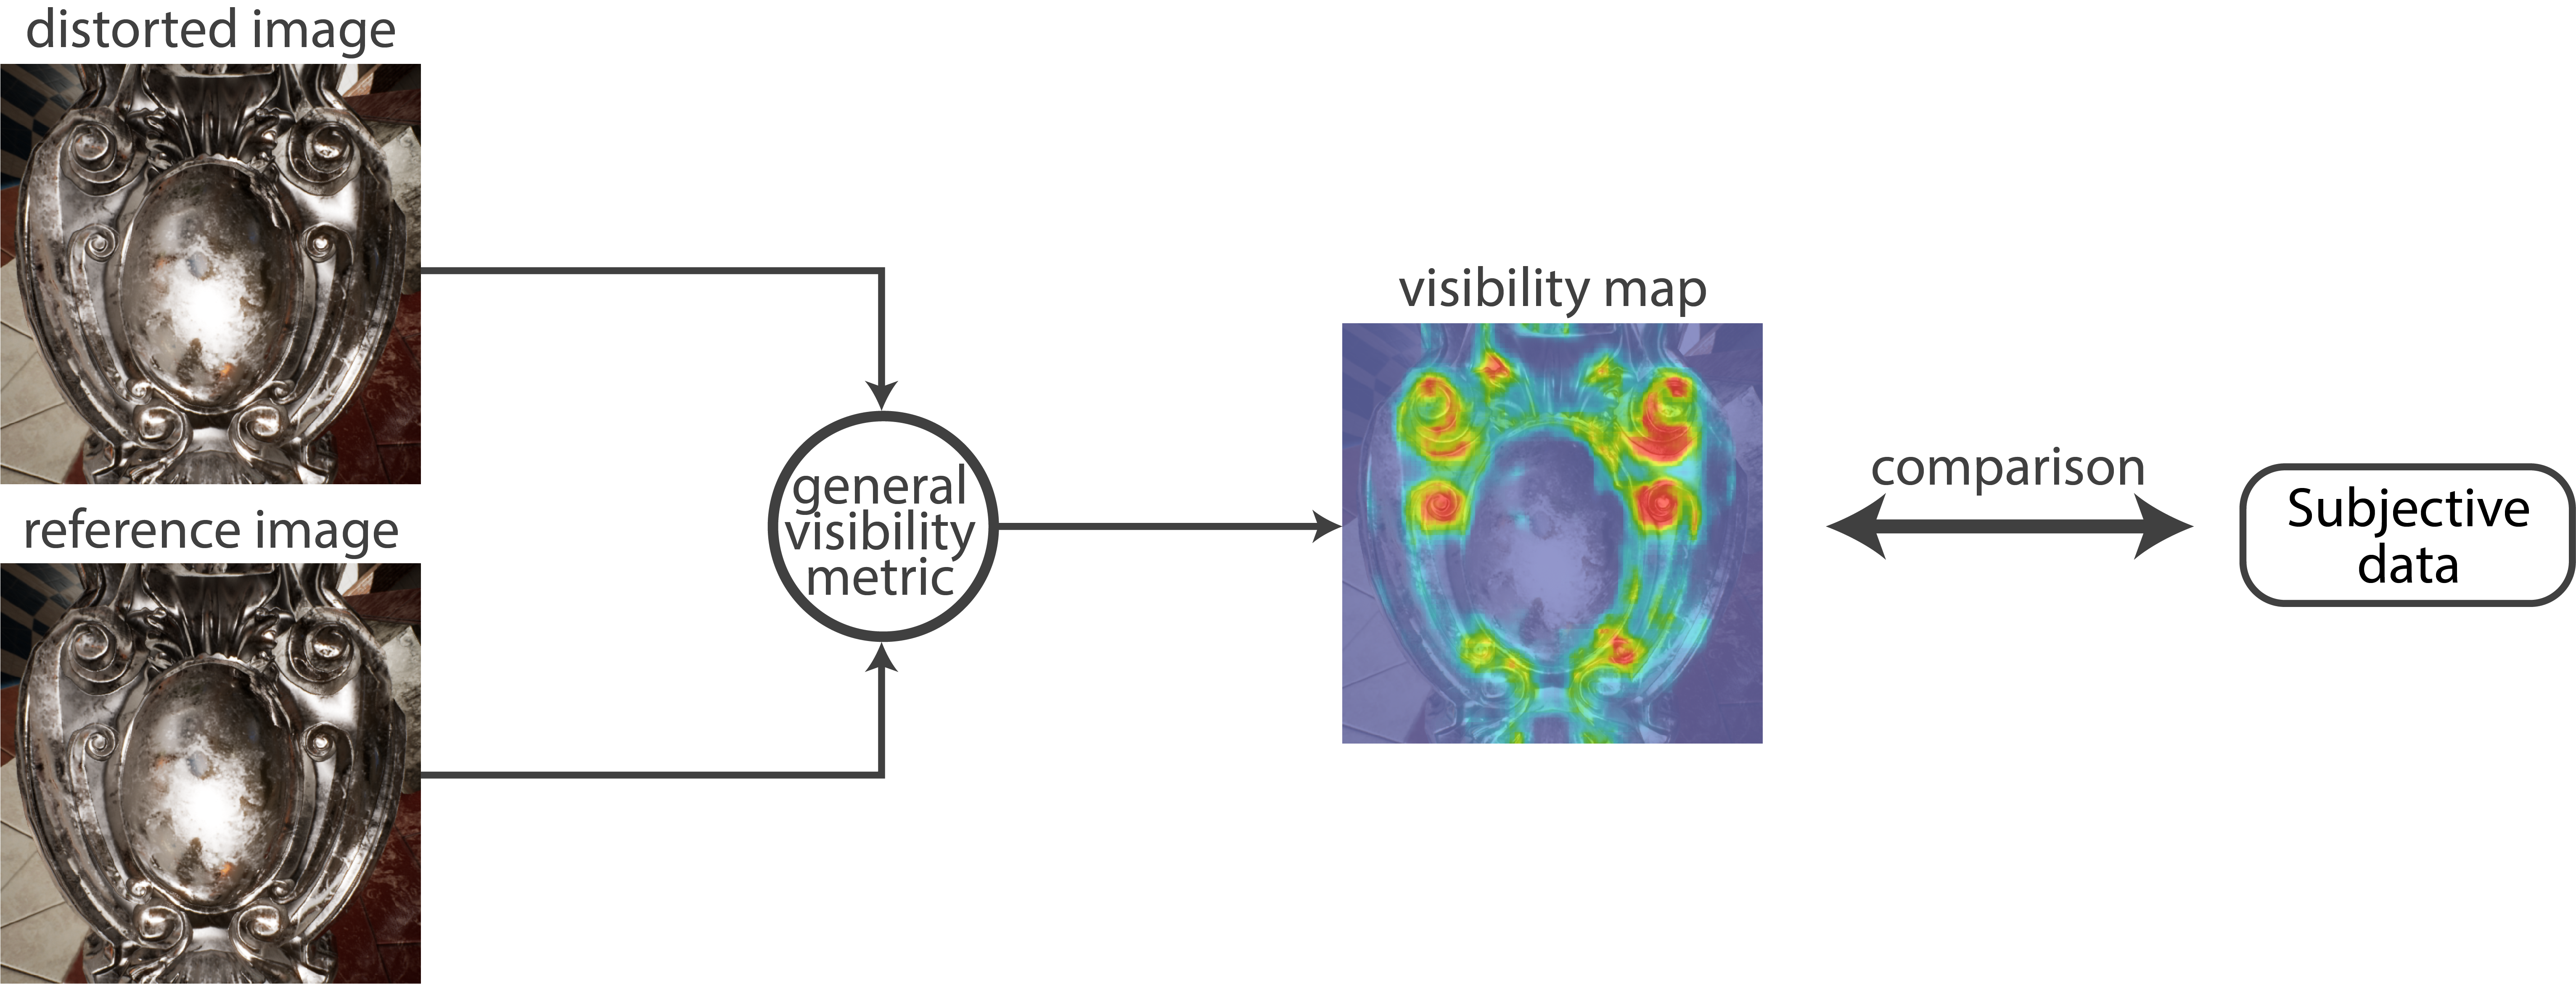 distorted image
reference image
general
visibility
metric
visibility map
comparison
Subjective
data